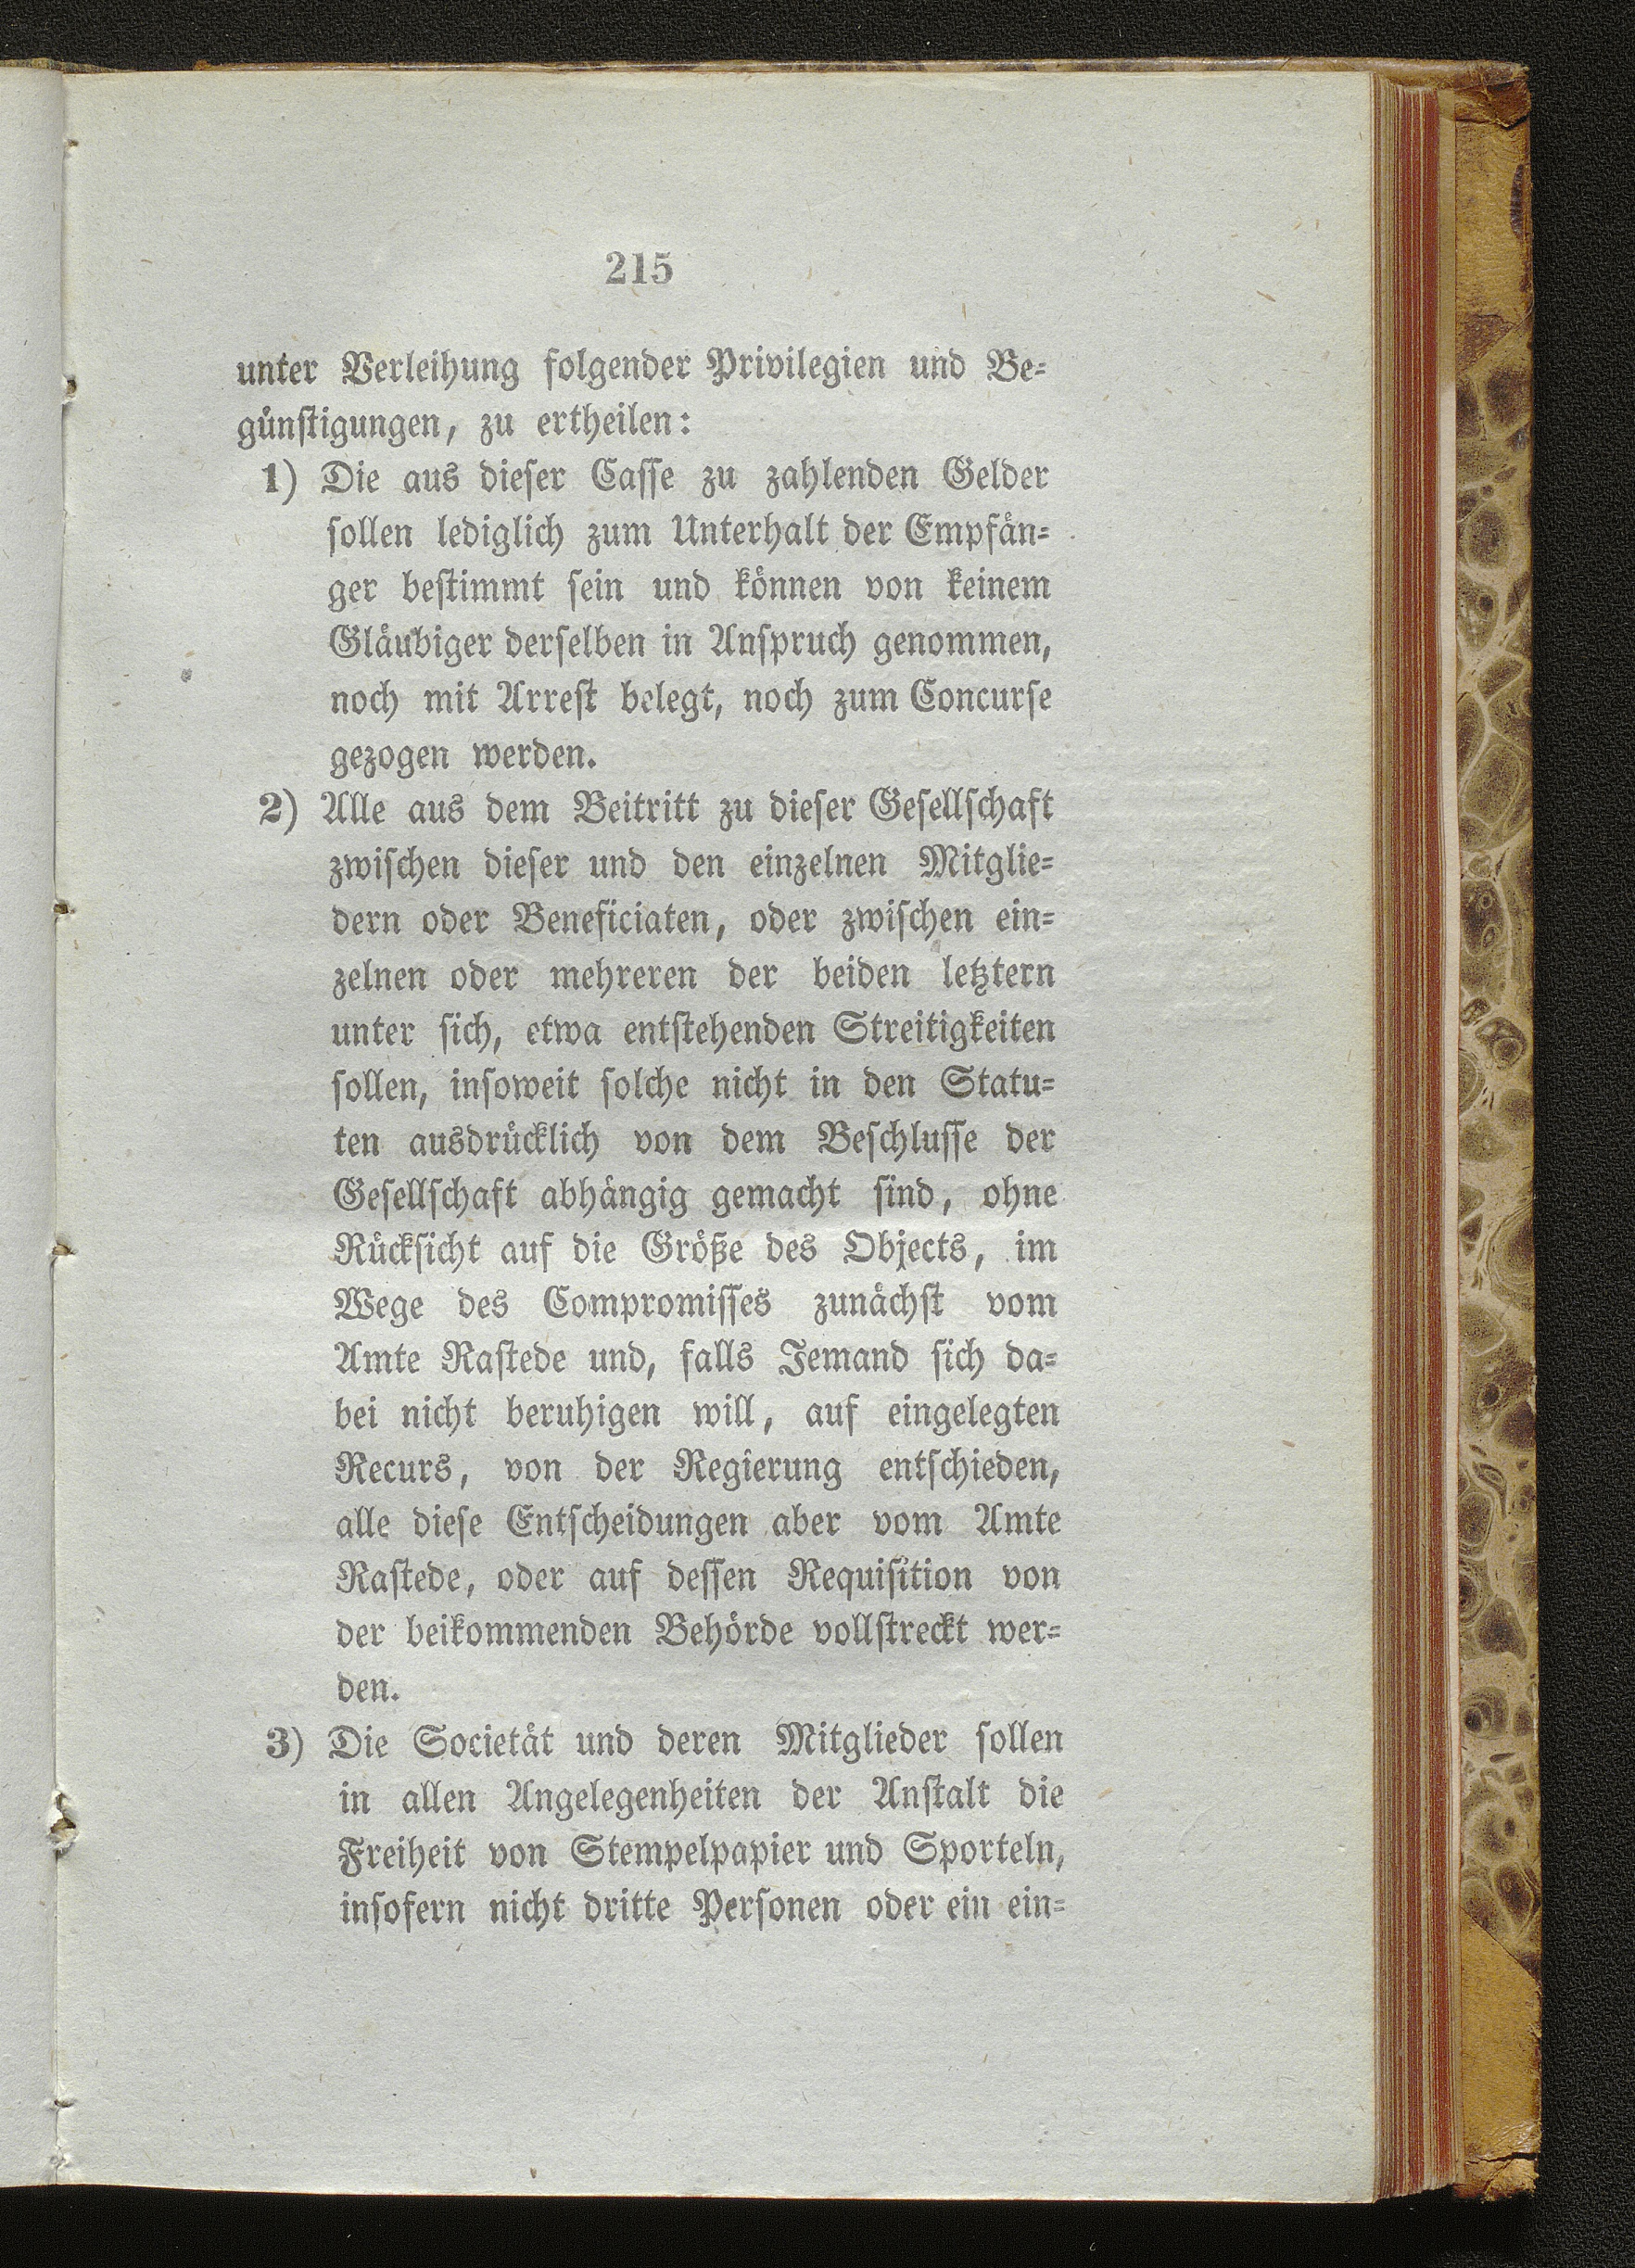 215
unter Verleihung folgender Privilegien und Be=
günstigungen, zu ertheilen:
1) Die aus dieser Casse zu zahlenden Gelder
sollen lediglich zum Unterhalt der Empfän=
ger bestimmt sein und können von keinem
Gläubiger derselben in Anspruch genommen,
noch mit Arrest belegt, noch zum Concurse
gezogen werden.
2) Alle aus dem Beitritt zu dieser Gesellschaft
zwischen dieser und den einzelnen Mitglie=
dern oder Beneficiaten, oder zwischen ein=
zelnen oder mehreren der beiden letztern
unter sich, etwa entstehenden Streitigkeiten
sollen, insoweit solche nicht in den Statu=
ten ausdrücklich von dem Beschlusse der
Gesellschaft abhängig gemacht sind, ohne
Rücksicht auf die Größe des Objects, im
Wege des Compromisses zunächst vom
Amte Rastede und, falls Jemand sich da=
bei nicht beruhigen will, auf eingelegten
Recurs, von der Regierung entschieden,
alle diese Entscheidungen aber vom Amte
Rastede, oder auf dessen Requisition von
der beikommenden Behörde vollstreckt wer=
den.
3) Die Societät und deren Mitglieder sollen
in allen Angelegenheiten der Anstalt die
Freiheit von Stempelpapier und Sporteln,
insofern nicht dritte Personen oder ein ein=